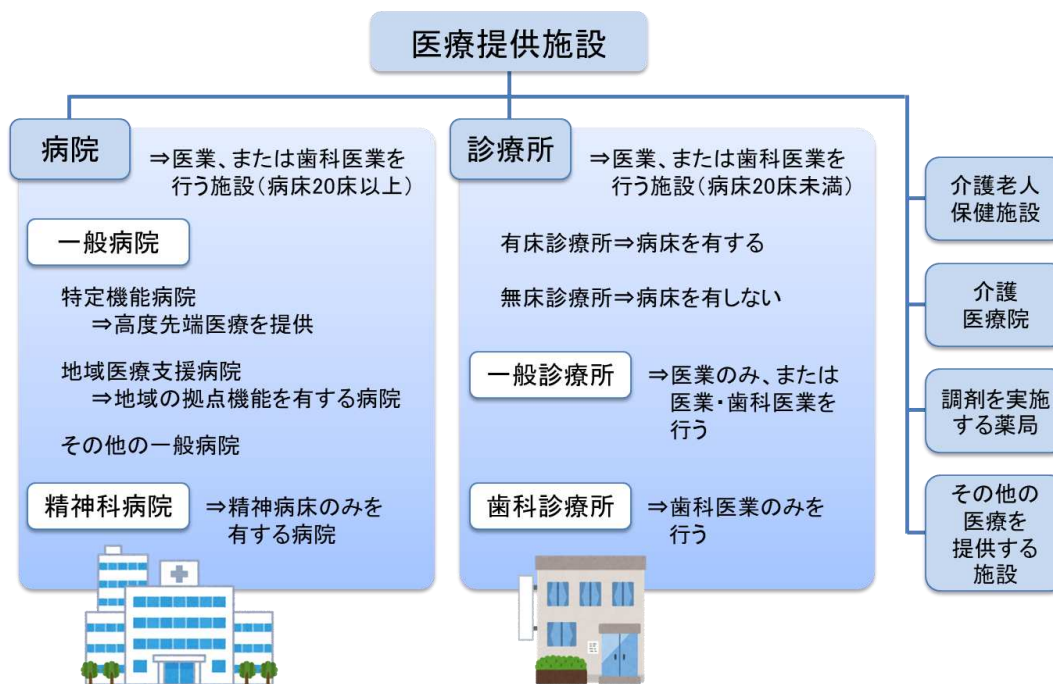 医療提供施設
病院
⇒医業、または歯科医業を
行う施設(病床20床以上)
一般病院
特定機能病院
⇒高度先端医療を提供
地域医療支援病院
⇒地域の拠点機能を有する病院
その他の一般病院
精神科病院
⇒精神病床のみを
有する病院
診療所
⇒医業、または歯科医業を
行う施設(病床20床未満)
有床診療所⇒病床を有する
無床診療所⇒病床を有しない
一般診療所
⇒医業のみ、または
医業・歯科医業を
行う
歯科診療所
⇒歯科医業のみを
行う
介護老人
保健施設
介護
医療院
調剤を実施
する薬局
その他の
医療を
提供する
施設